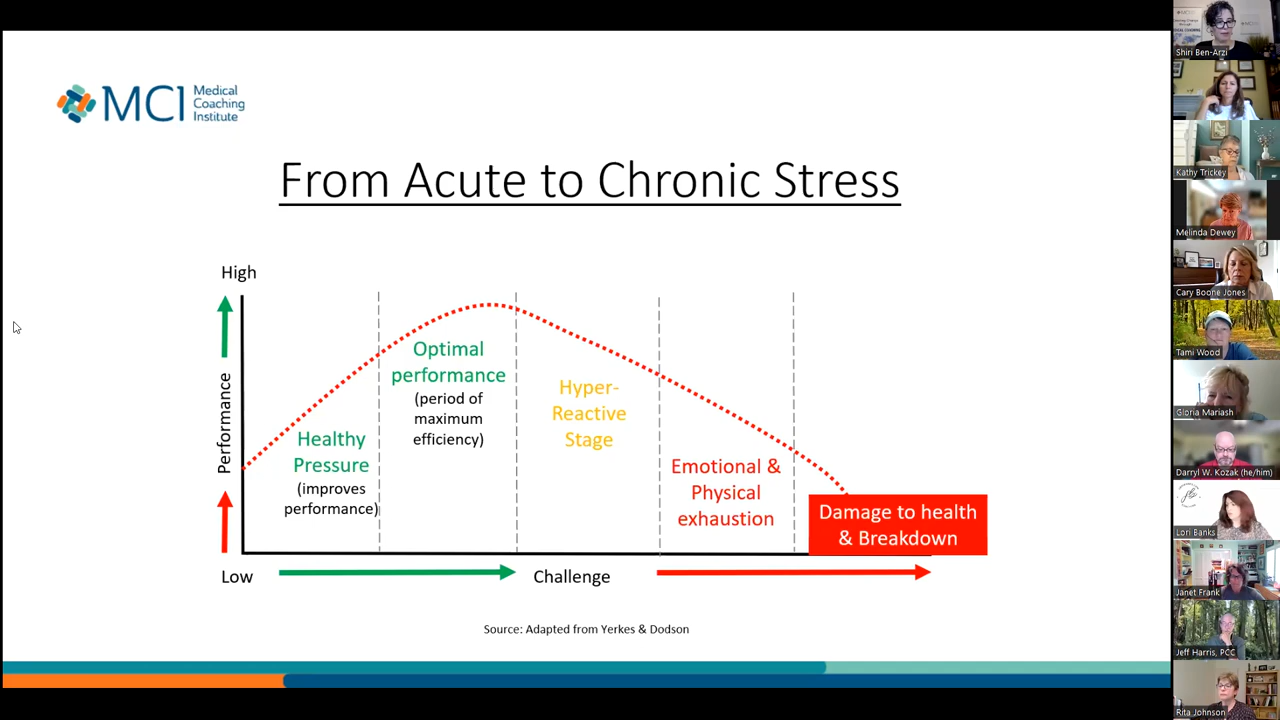 MCI
Medical
Coaching
Institute
From Acute to Chronic Stress
High
Performance
Low
Healthy
Pressure
(improves
performance)
Optimal
performance
(period of
maximum
efficiency)
Hyper-
Reactive
Stage
Emotional &
Physical
exhaustion
Damage to health
& Breakdown
Challenge
Source: Adapted from Yerkes & Dodson
Shiri Ben-Arzi
Kathy Trickey
Melinda Dewey
Cary Boone Jones
Tami Wood
Gloria Mariash
Darryl W. Kozak (he/him)
Lori Banks
Janet Frank
Jeff Harris, PCC
Rita Johnson